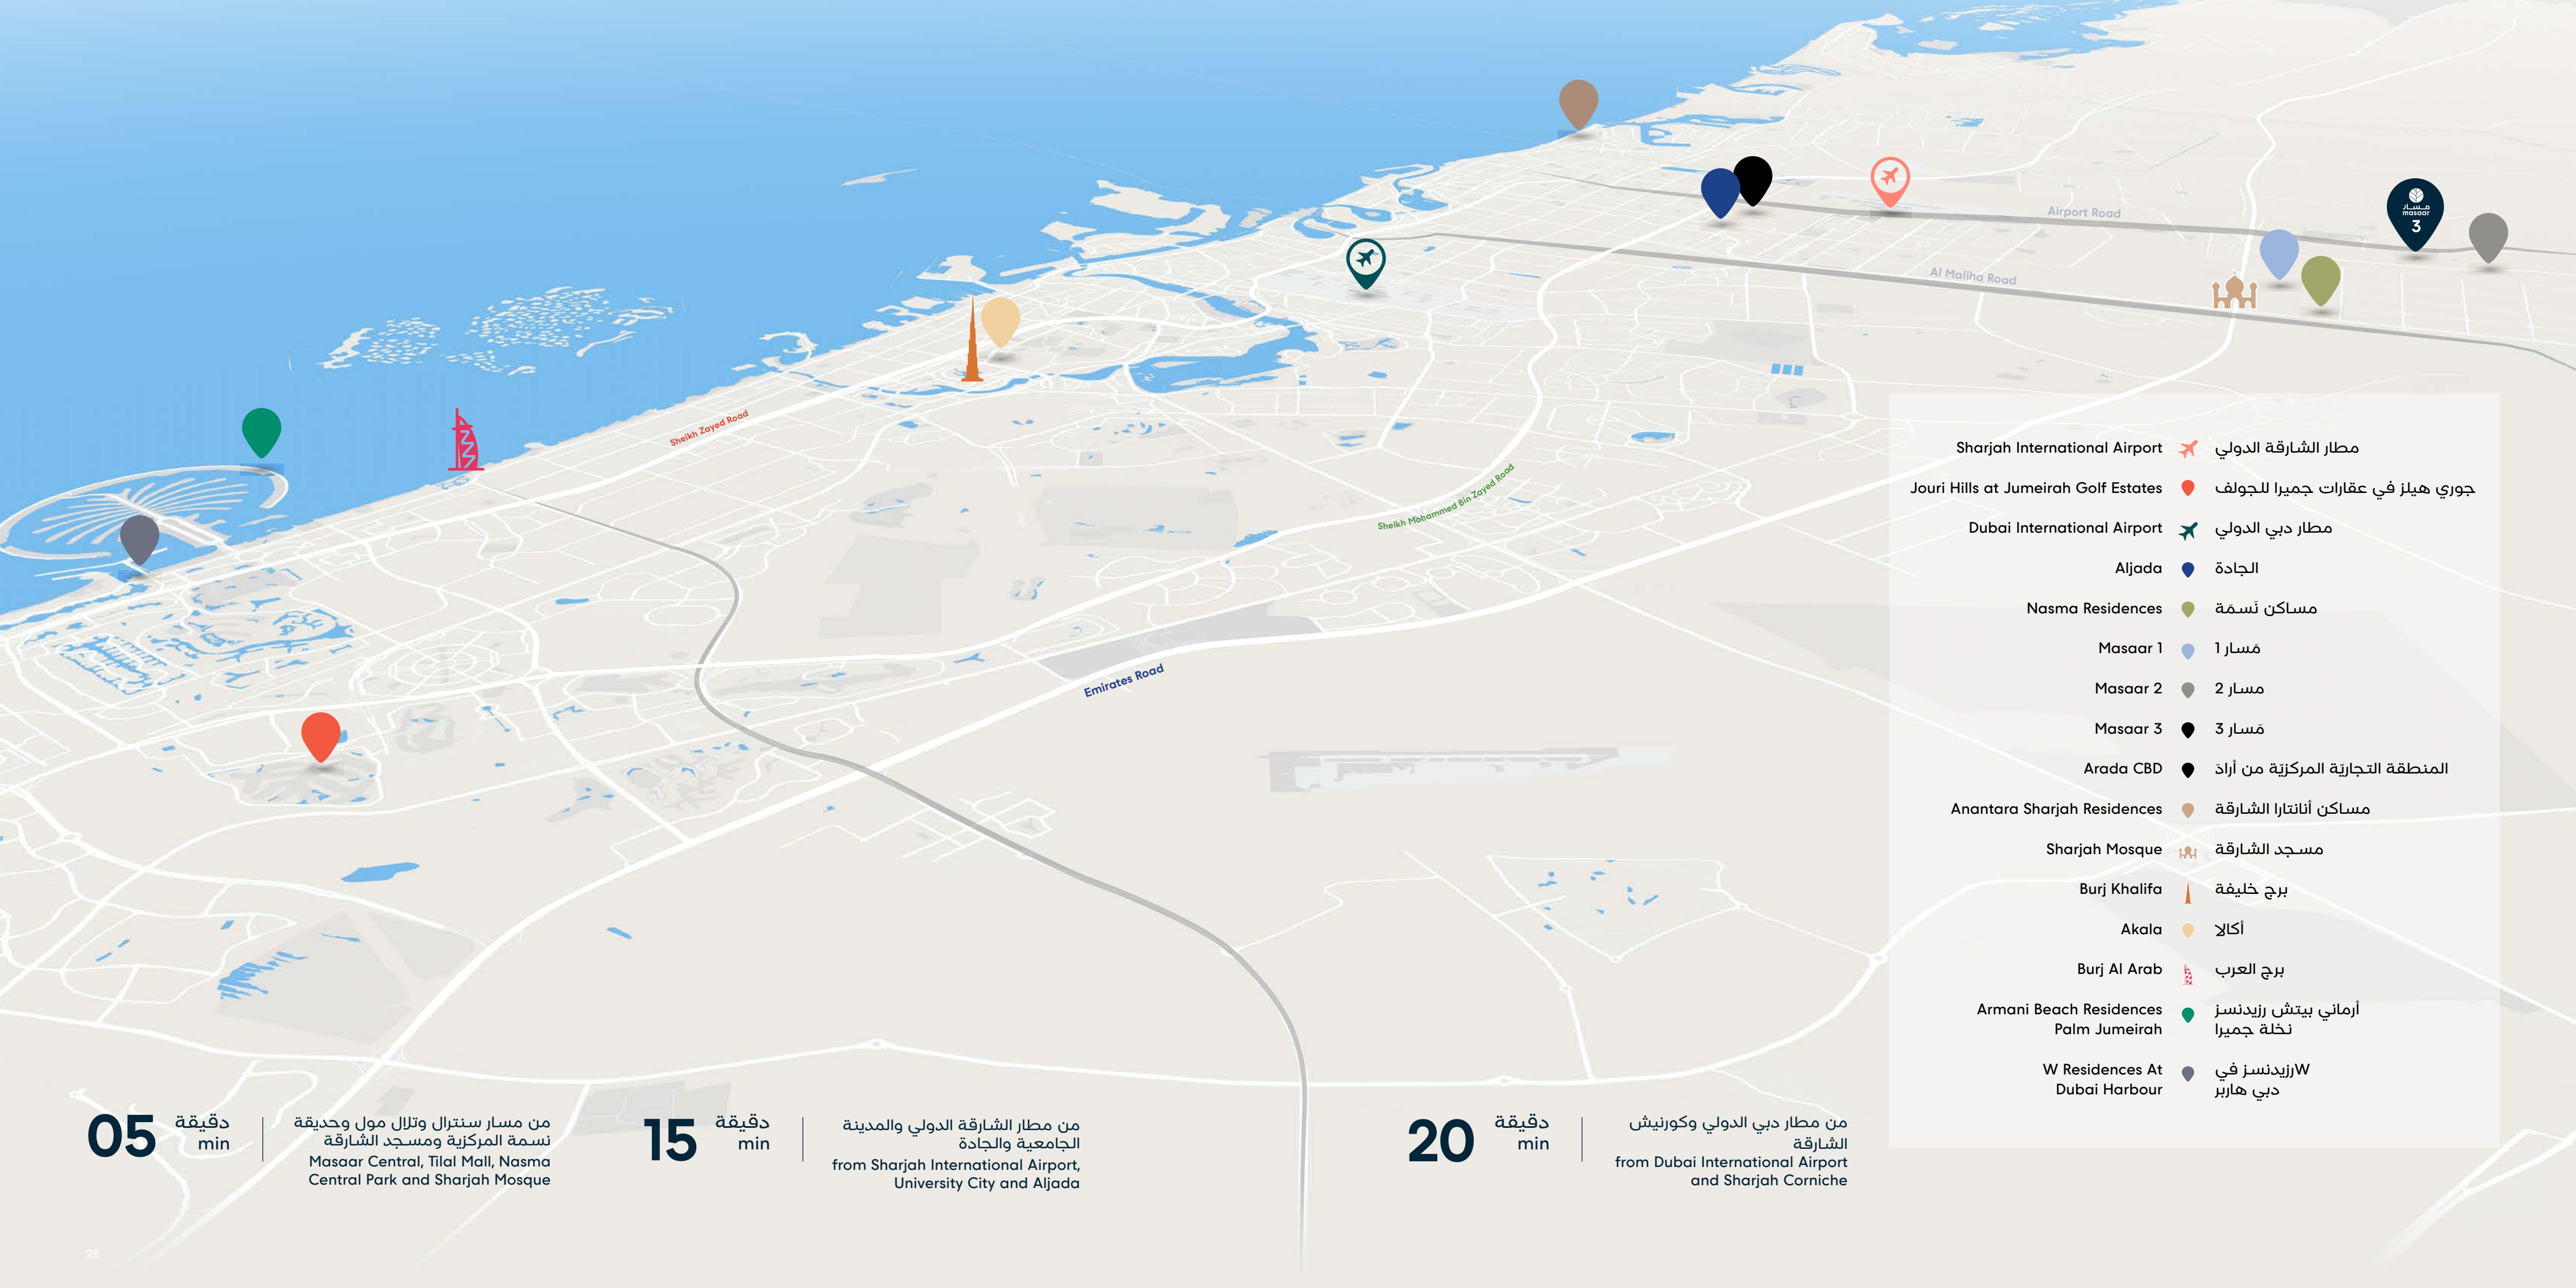 Airport Road
مسار
masaar
3
Al Maliha Road
Sheikh Zayed Road
Sheikh Mohammed Bin Zayed Road
Emirates Road
Sharjah International Airport مطار الشارقة الدولي
Jouri Hills at Jumeirah Golf Estates جوري هيلز في عقارات جميرا للجولف
Dubai International Airport مطار دبي الدولي
Aljada الجادة
Nasma Residences مساكن نَسمَة
Masaar 1 مَسار 1
Masaar 2 مسار 2
Masaar 3 مَسار 3
Arada CBD المنطقة التجاريّة المركزيّة من أرادَ
Anantara Sharjah Residences مساكن أنانتارا الشارقة
Sharjah Mosque مسجد الشارقة
Burj Khalifa برج خليفة
Akala أكالا
Burj Al Arab برج العرب
Armani Beach Residences أرماني بيتش رزيدنسز
Palm Jumeirah نخلة جميرا
W Residences At Wرزيدنسز في
Dubai Harbour دبي هاربر
05
دقيقة
min
من مسار سنترال وتلال مول وحديقة
نسمة المركزية ومسجد الشارقة
Masaar Central, Tilal Mall, Nasma
Central Park and Sharjah Mosque
15
دقيقة
min
من مطار الشارقة الدولي والمدينة
الجامعية والجادة
from Sharjah International Airport,
University City and Aljada
20
دقيقة
min
من مطار دبي الدولي وكورنيش
الشارقة
from Dubai International Airport
and Sharjah Corniche
28